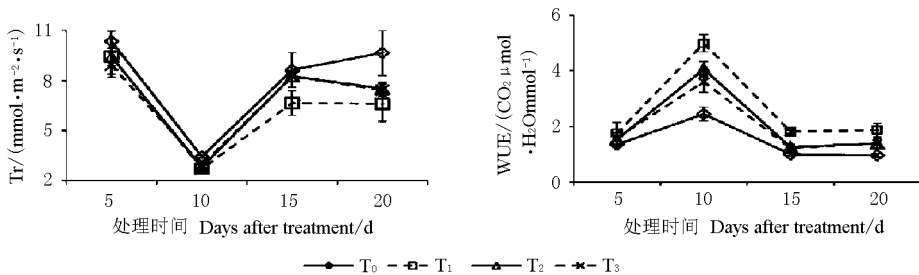 11
8
5
2
Tr/(mmol·m⁻²·s⁻¹)
5 10 15 20
处理时间 Days after treatment/d
6
4
2
0
WUE/(CO₂ μmol
·H₂Ommol⁻¹)
5 10 15 20
处理时间 Days after treatment/d
T₀ T₁ T₂ T₃